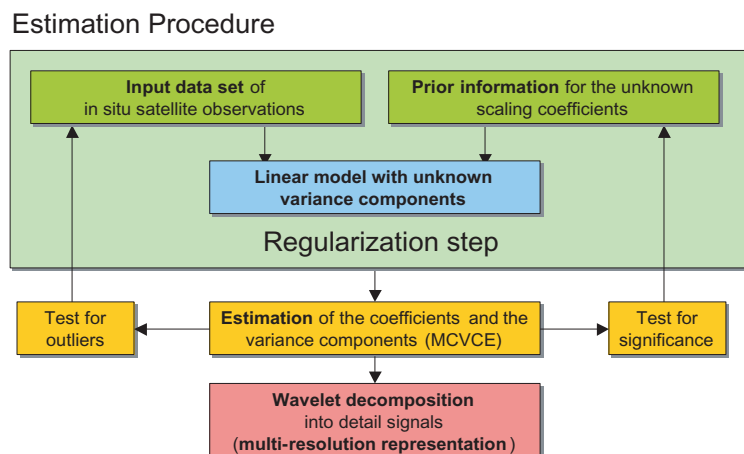 Estimation Procedure
Input data set of
in situ satellite observations
Prior information for the unknown
scaling coefficients
Linear model with unknown
variance components
Regularization step
Test for
outliers
Estimation of the coefficients and the
variance components (MCVCE)
Test for
significance
Wavelet decomposition
into detail signals
(multi-resolution representation )